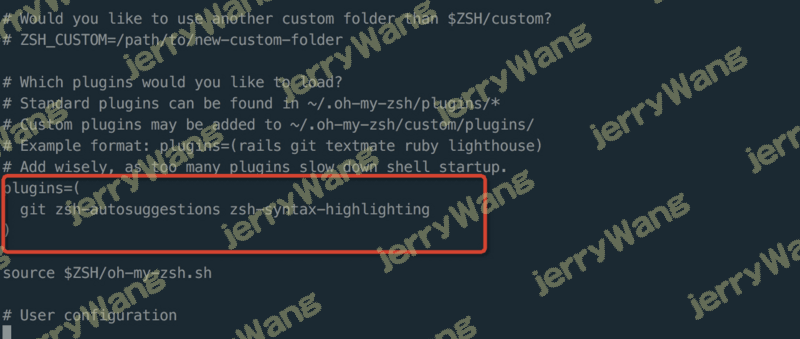 # Would you like to use another custom folder than $ZSH/custom?
# ZSH_CUSTOM=/path/to/new-custom-folder
# Which plugins would you like to load?
# Standard plugins can be found in ~/.oh-my-zsh/plugins/*
# Custom plugins may be added to ~/.oh-my-zsh/custom/plugins/
# Example format: plugins=(rails git textmate ruby lighthouse)
# Add wisely, as too many plugins slow down shell startup.
plugins=(
git zsh-autosuggestions zsh-syntax-highlighting
)
source $ZSH/oh-my-zsh.sh
# User configuration
jerryWang
jerryWang
jerryWang
jerryWang
jerryWang
jerryWang
jerryWang
jerryWang
jerryWang
jerryWang
jerryWang